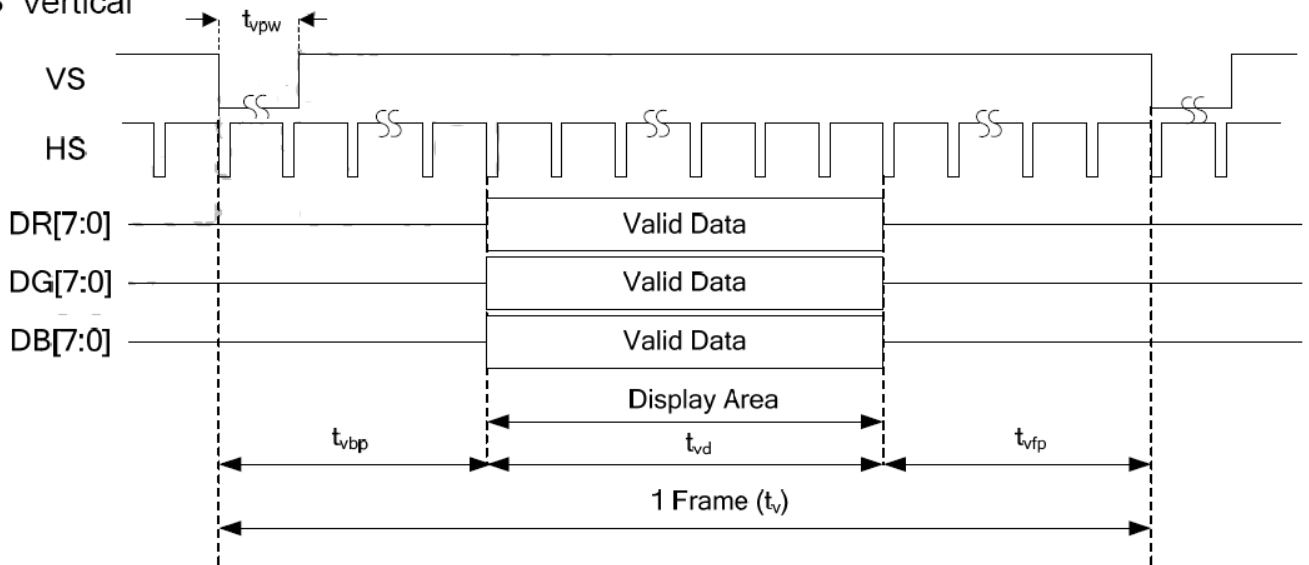 vertical
tvpw
VS
HS
DR[7:0] Valid Data
DG[7:0] Valid Data
DB[7:0] Valid Data
Display Area
tvbp tvd tvfp
1 Frame (tv)